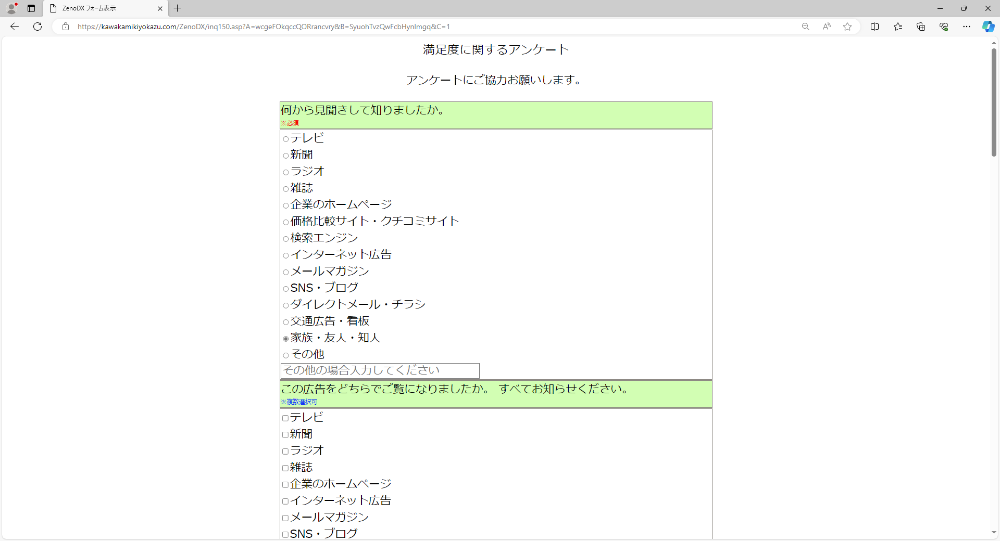 ZenoDX フォーム表示
https://kawakamikiyokazu.com/ZenoDX/inq150.asp?A=wcgeFOkqccQORrancvry&B=SyuohTvzQwFcbHynImgq&C=1
満足度に関するアンケート
アンケートにご協力お願いします。
何から見聞きして知りましたか。
※必須
テレビ
新聞
ラジオ
雑誌
企業のホームページ
価格比較サイト・クチコミサイト
検索エンジン
インターネット広告
メールマガジン
SNS・ブログ
ダイレクトメール・チラシ
交通広告・看板
家族・友人・知人
その他
その他の場合入力してください
この広告をどちらでご覧になりましたか。 すべてお知らせください。
※複数選択可
テレビ
新聞
ラジオ
雑誌
企業のホームページ
インターネット広告
メールマガジン
SNS・ブログ